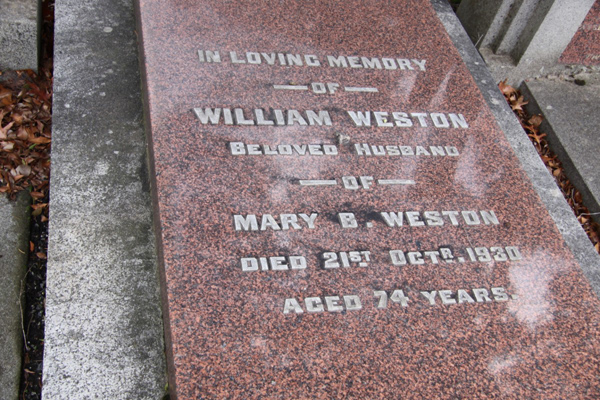 IN LOVING MEMORY
— OF —
WILLIAM WESTON
BELOVED HUSBAND
— OF —
MARY B. WESTON
DIED 21ST OCTR. 1930
AGED 74 YEARS.